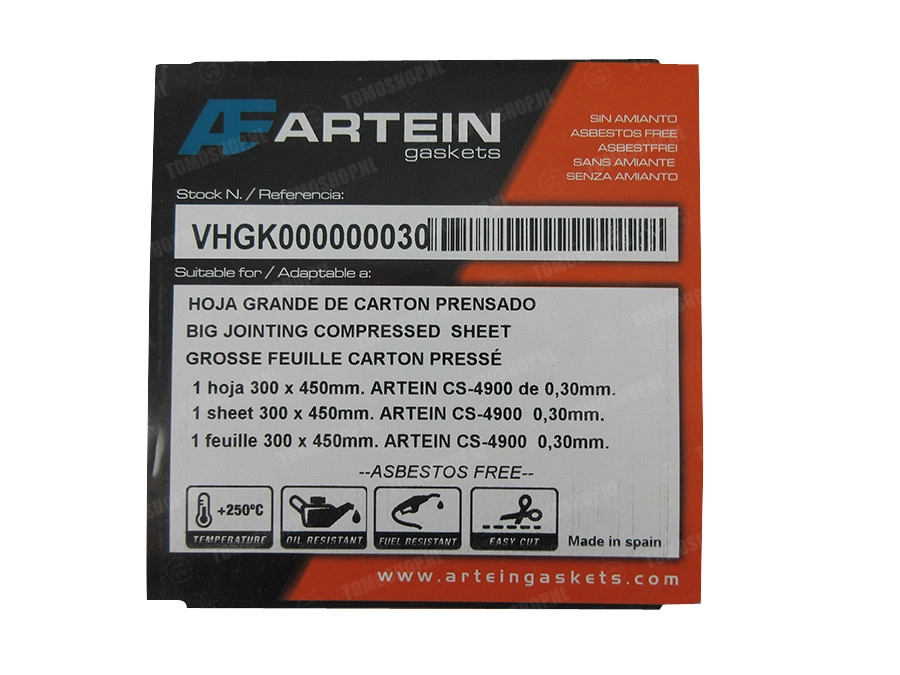 ARTEIN
gaskets
SIN AMIANTO
ASBESTOS FREE
ASBESTFREI
SANS AMIANTE
SENZA AMIANTO
Stock N. / Referencia:
VHGK000000030
Suitable for / Adaptable a:
HOJA GRANDE DE CARTON PRENSADO
BIG JOINTING COMPRESSED SHEET
GROSSE FEUILLE CARTON PRESSÉ
1 hoja 300 x 450mm. ARTEIN CS-4900 de 0,30mm.
1 sheet 300 x 450mm. ARTEIN CS-4900 0,30mm.
1 feuille 300 x 450mm. ARTEIN CS-4900 0,30mm.
--ASBESTOS FREE--
+250ºC
TEMPERATURE
OIL RESISTANT
FUEL RESISTANT
EASY CUT
Made in spain
www.arteingaskets.com
TOMOSHOP.NL